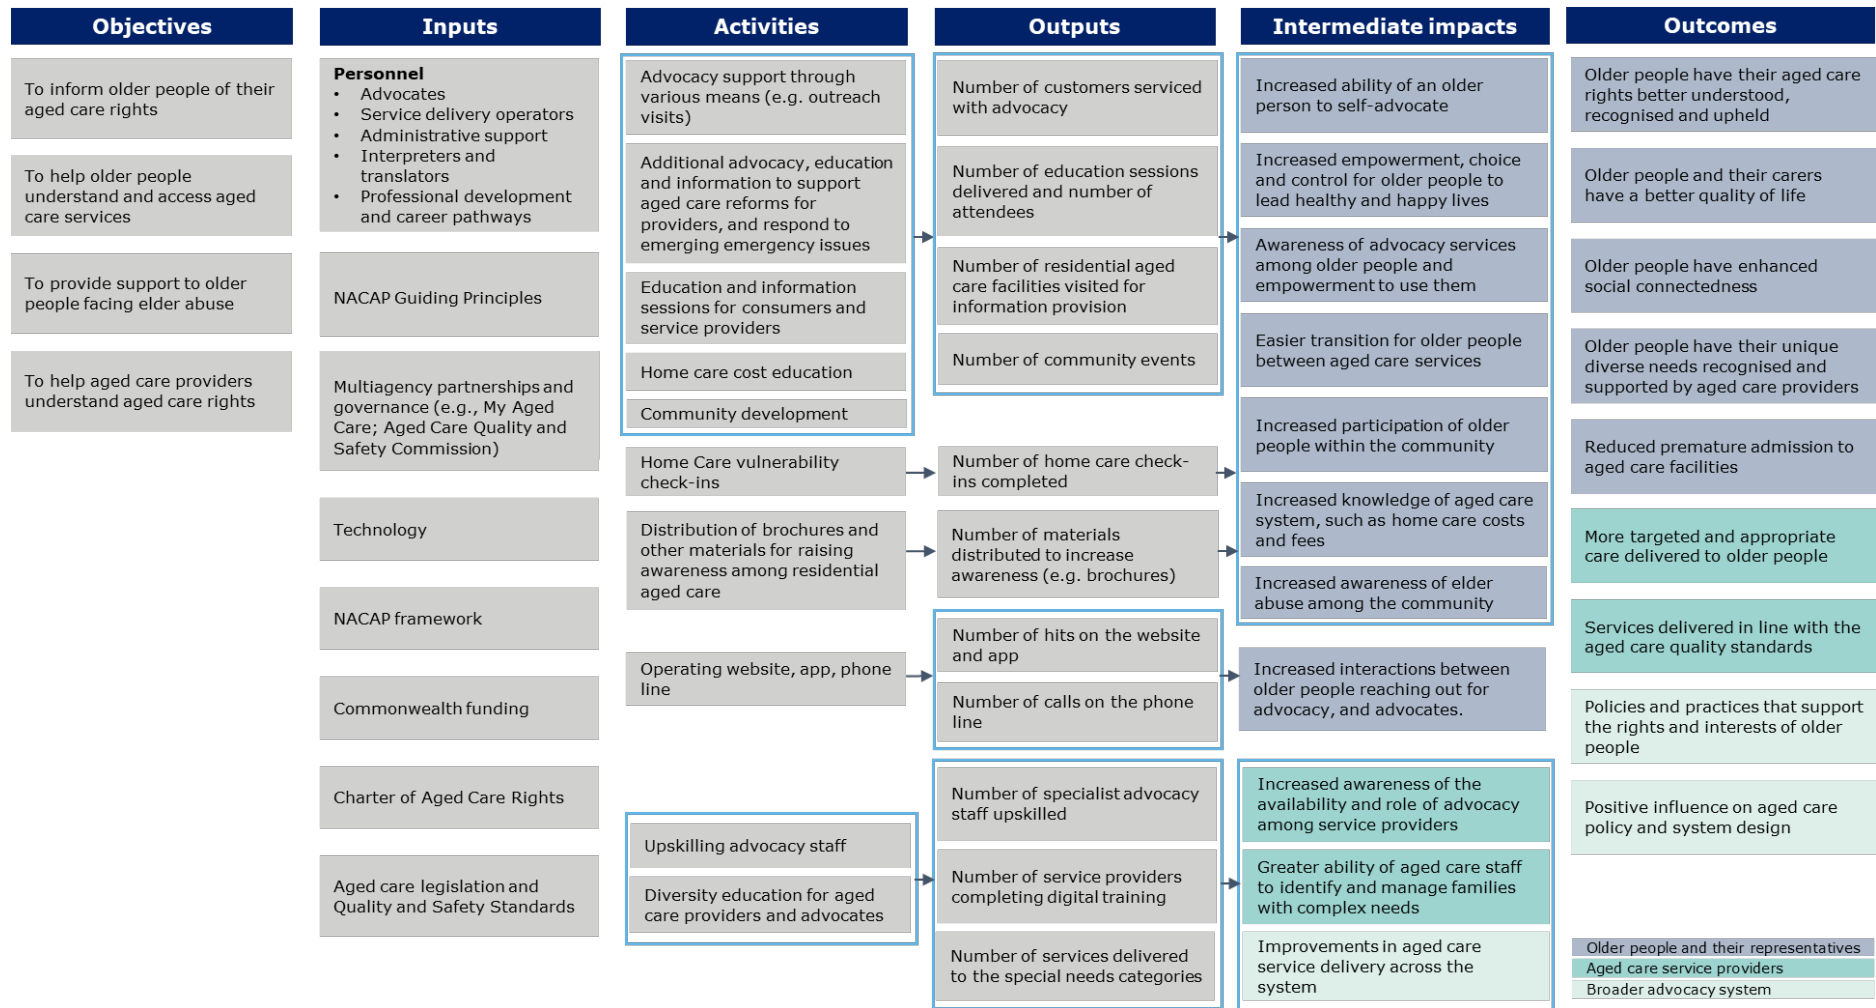 Objectives
To inform older people of their
aged care rights
To help older people
understand and access aged
care services
To provide support to older
people facing elder abuse
To help aged care providers
understand aged care rights
Inputs
Personnel
• Advocates
• Service delivery operators
• Administrative support
• Interpreters and
translators
• Professional development
and career pathways
NACAP Guiding Principles
Multiagency partnerships and
governance (e.g., My Aged
Care; Aged Care Quality and
Safety Commission)
Technology
NACAP framework
Commonwealth funding
Charter of Aged Care Rights
Aged care legislation and
Quality and Safety Standards
Activities
Advocacy support through
various means (e.g. outreach
visits)
Additional advocacy, education
and information to support
aged care reforms for
providers, and respond to
emerging emergency issues
Education and information
sessions for consumers and
service providers
Home care cost education
Community development
Home Care vulnerability
check-ins
Distribution of brochures and
other materials for raising
awareness among residential
aged care
Operating website, app, phone
line
Upskilling advocacy staff
Diversity education for aged
care providers and advocates
Outputs
Number of customers serviced
with advocacy
Number of education sessions
delivered and number of
attendees
Number of residential aged
care facilities visited for
information provision
Number of community events
Number of home care check-
ins completed
Number of materials
distributed to increase
awareness (e.g. brochures)
Number of hits on the website
and app
Number of calls on the phone
line
Number of specialist advocacy
staff upskilled
Number of service providers
completing digital training
Number of services delivered
to the special needs categories
Intermediate impacts
Increased ability of an older
person to self-advocate
Increased empowerment, choice
and control for older people to
lead healthy and happy lives
Awareness of advocacy services
among older people and
empowerment to use them
Easier transition for older people
between aged care services
Increased participation of older
people within the community
Increased knowledge of aged care
system, such as home care costs
and fees
Increased awareness of elder
abuse among the community
Increased interactions between
older people reaching out for
advocacy, and advocates.
Increased awareness of the
availability and role of advocacy
among service providers
Greater ability of aged care staff
to identify and manage families
with complex needs
Improvements in aged care
service delivery across the
system
Outcomes
Older people have their aged care
rights better understood,
recognised and upheld
Older people and their carers
have a better quality of life
Older people have enhanced
social connectedness
Older people have their unique
diverse needs recognised and
supported by aged care providers
Reduced premature admission to
aged care facilities
More targeted and appropriate
care delivered to older people
Services delivered in line with the
aged care quality standards
Policies and practices that support
the rights and interests of older
people
Positive influence on aged care
policy and system design
Older people and their representatives
Aged care service providers
Broader advocacy system